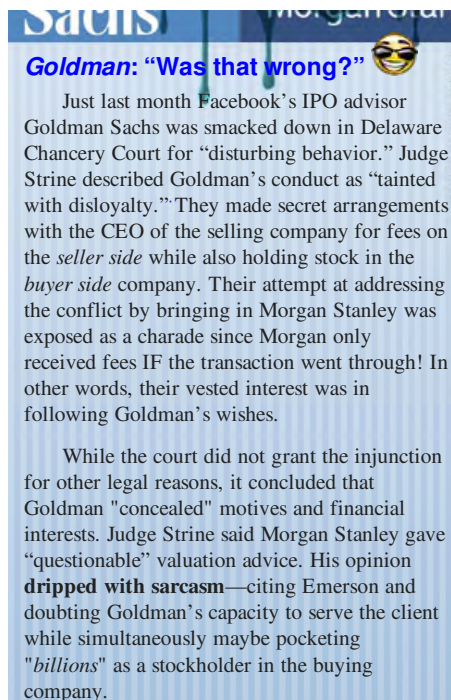 Sachs Morgan Stan
Goldman: “Was that wrong?”
Just last month Facebook’s IPO advisor
Goldman Sachs was smacked down in Delaware
Chancery Court for “disturbing behavior.” Judge
Strine described Goldman’s conduct as “tainted
with disloyalty.” They made secret arrangements
with the CEO of the selling company for fees on
the seller side while also holding stock in the
buyer side company. Their attempt at addressing
the conflict by bringing in Morgan Stanley was
exposed as a charade since Morgan only
received fees IF the transaction went through! In
other words, their vested interest was in
following Goldman’s wishes.
While the court did not grant the injunction
for other legal reasons, it concluded that
Goldman "concealed" motives and financial
interests. Judge Strine said Morgan Stanley gave
“questionable” valuation advice. His opinion
dripped with sarcasm—citing Emerson and
doubting Goldman’s capacity to serve the client
while simultaneously maybe pocketing
"billions" as a stockholder in the buying
company.